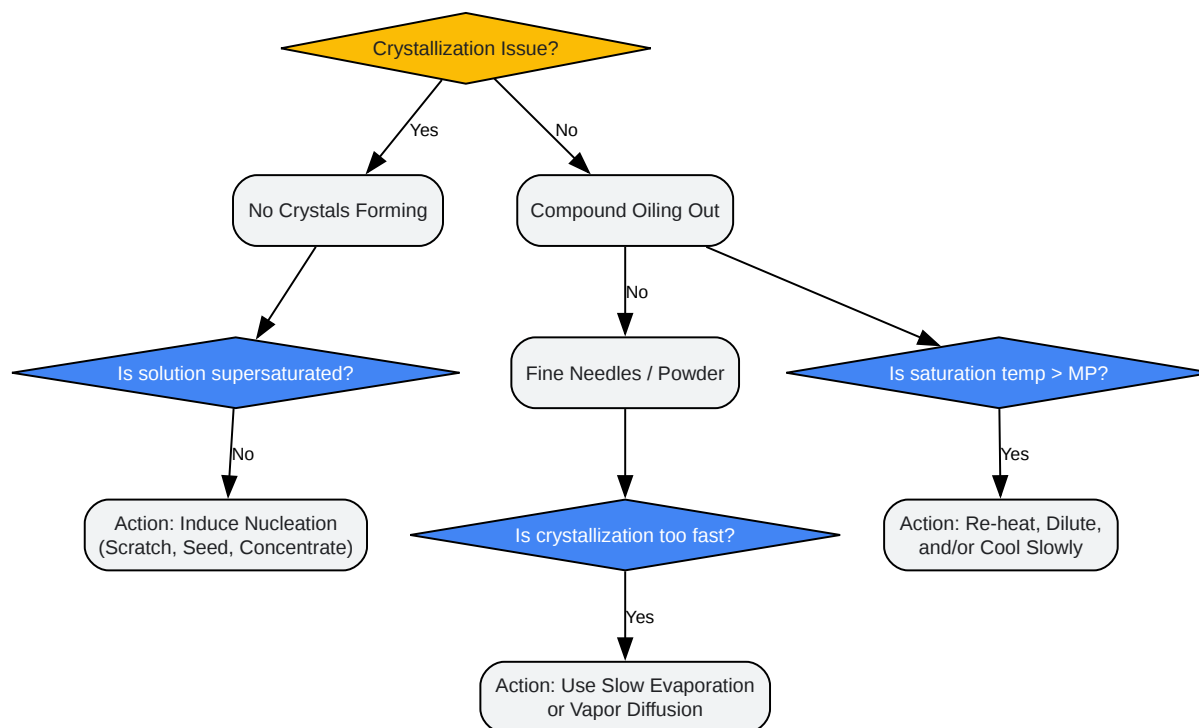 Crystallization Issue?
Yes
No
No Crystals Forming
Compound Oiling Out
No
Is solution supersaturated?
Fine Needles / Powder
Is saturation temp > MP?
No
Yes
Action: Induce Nucleation
(Scratch, Seed, Concentrate)
Is crystallization too fast?
Action: Re-heat, Dilute,
and/or Cool Slowly
Yes
Action: Use Slow Evaporation
or Vapor Diffusion